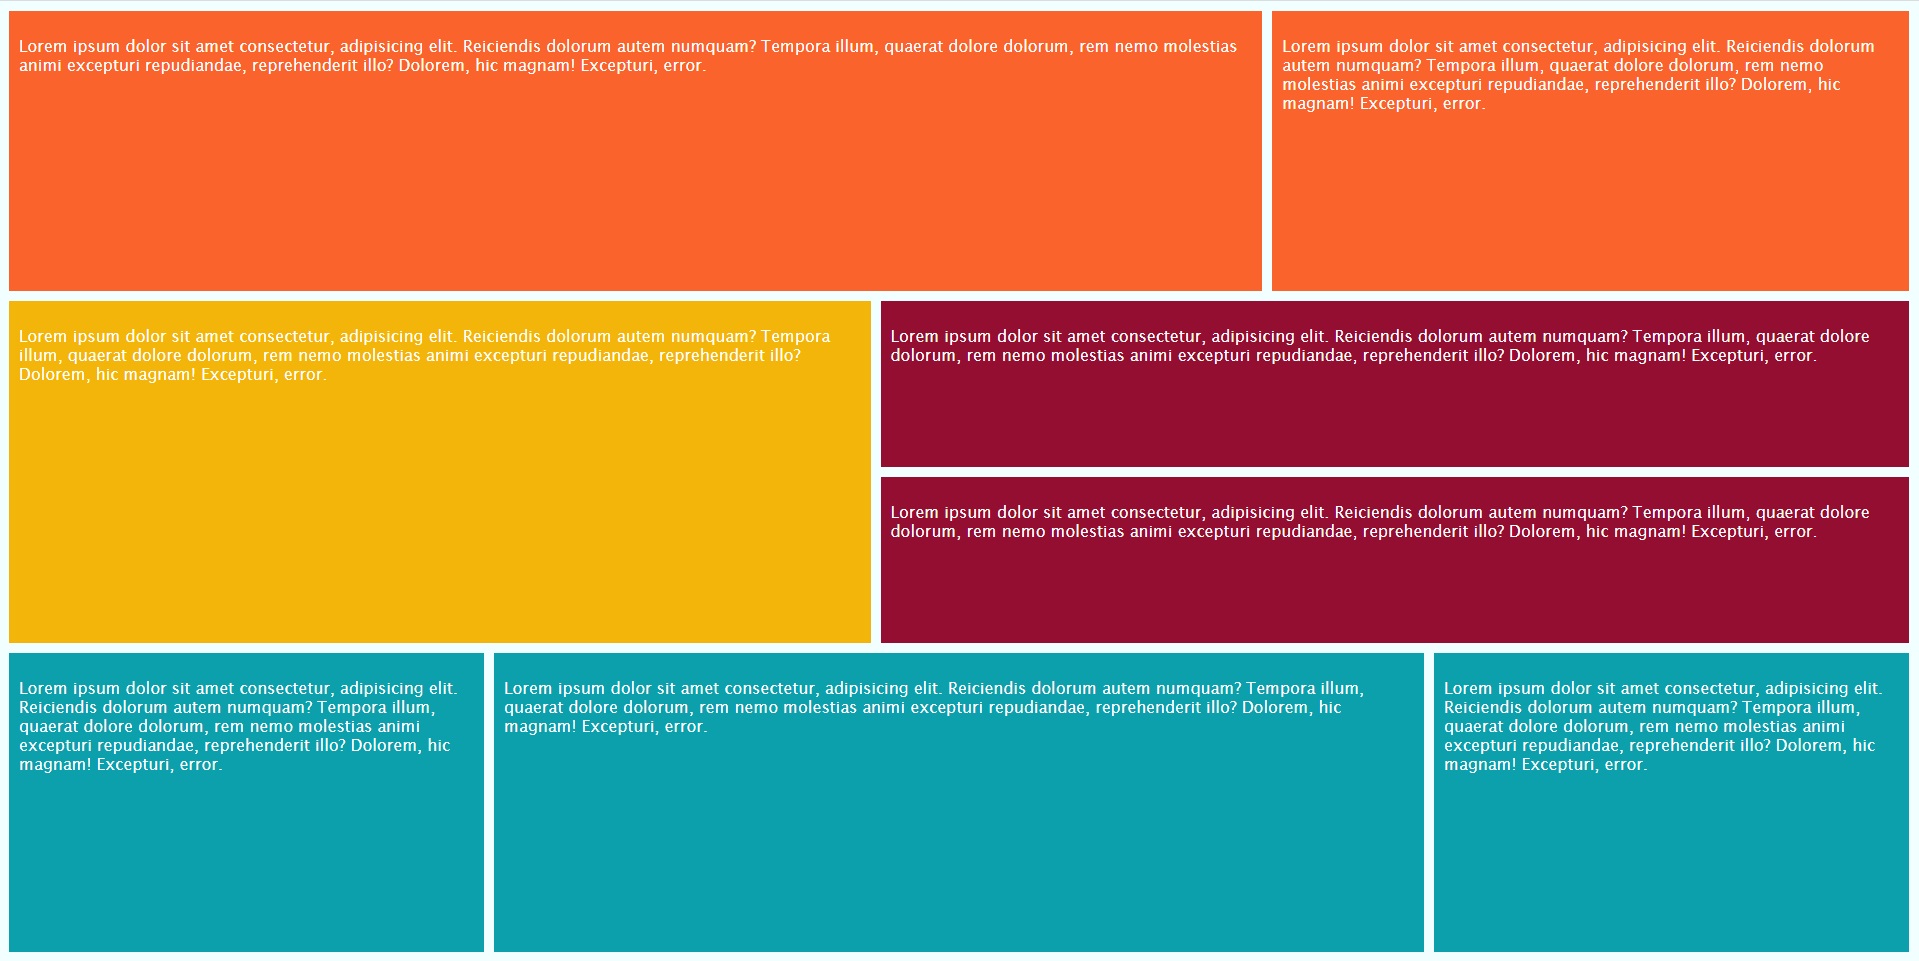 Lorem ipsum dolor sit amet consectetur, adipisicing elit. Reiciendis dolorum autem numquam? Tempora illum, quaerat dolore dolorum, rem nemo molestias
animi excepturi repudiandae, reprehenderit illo? Dolorem, hic magnam! Excepturi, error.
Lorem ipsum dolor sit amet consectetur, adipisicing elit. Reiciendis dolorum
autem numquam? Tempora illum, quaerat dolore dolorum, rem nemo
molestias animi excepturi repudiandae, reprehenderit illo? Dolorem, hic
magnam! Excepturi, error.
Lorem ipsum dolor sit amet consectetur, adipisicing elit. Reiciendis dolorum autem numquam? Tempora
illum, quaerat dolore dolorum, rem nemo molestias animi excepturi repudiandae, reprehenderit illo?
Dolorem, hic magnam! Excepturi, error.
Lorem ipsum dolor sit amet consectetur, adipisicing elit. Reiciendis dolorum autem numquam? Tempora illum, quaerat dolore
dolorum, rem nemo molestias animi excepturi repudiandae, reprehenderit illo? Dolorem, hic magnam! Excepturi, error.
Lorem ipsum dolor sit amet consectetur, adipisicing elit. Reiciendis dolorum autem numquam? Tempora illum, quaerat dolore
dolorum, rem nemo molestias animi excepturi repudiandae, reprehenderit illo? Dolorem, hic magnam! Excepturi, error.
Lorem ipsum dolor sit amet consectetur, adipisicing elit.
Reiciendis dolorum autem numquam? Tempora illum,
quaerat dolore dolorum, rem nemo molestias animi
excepturi repudiandae, reprehenderit illo? Dolorem, hic
magnam! Excepturi, error.
Lorem ipsum dolor sit amet consectetur, adipisicing elit. Reiciendis dolorum autem numquam? Tempora illum,
quaerat dolore dolorum, rem nemo molestias animi excepturi repudiandae, reprehenderit illo? Dolorem, hic
magnam! Excepturi, error.
Lorem ipsum dolor sit amet consectetur, adipisicing elit.
Reiciendis dolorum autem numquam? Tempora illum,
quaerat dolore dolorum, rem nemo molestias animi
excepturi repudiandae, reprehenderit illo? Dolorem, hic
magnam! Excepturi, error.